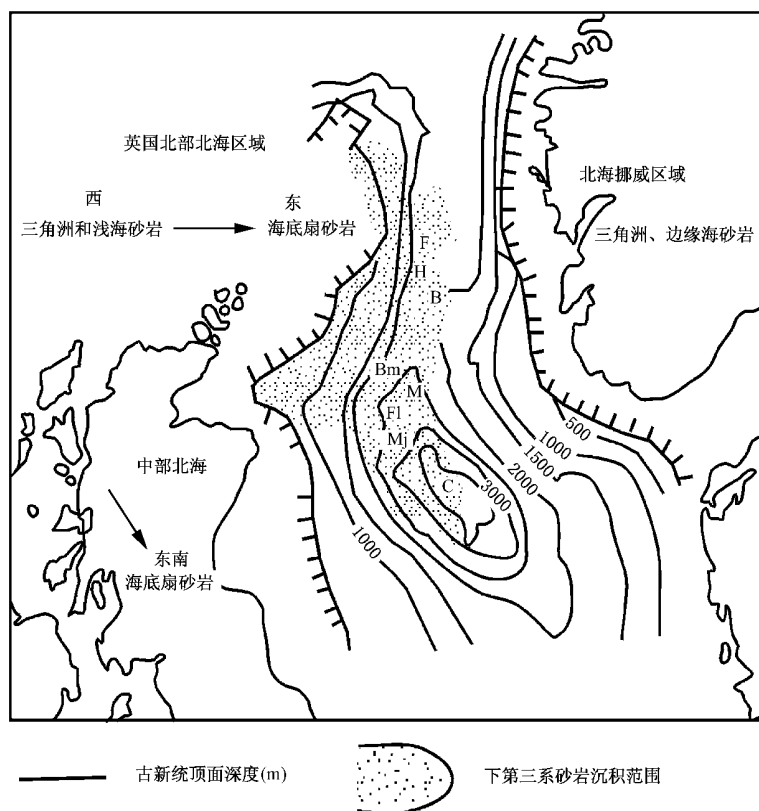 英国北部北海区域
西
三角洲和浅海砂岩
东
海底扇砂岩
北海挪威区域
三角洲、边缘海砂岩
F
H
B
Bm
M
Fl
Mj
C
500
1000
1500
2000
3000
1000
中部北海
东南
海底扇砂岩
古新统顶面深度(m)
下第三系砂岩沉积范围